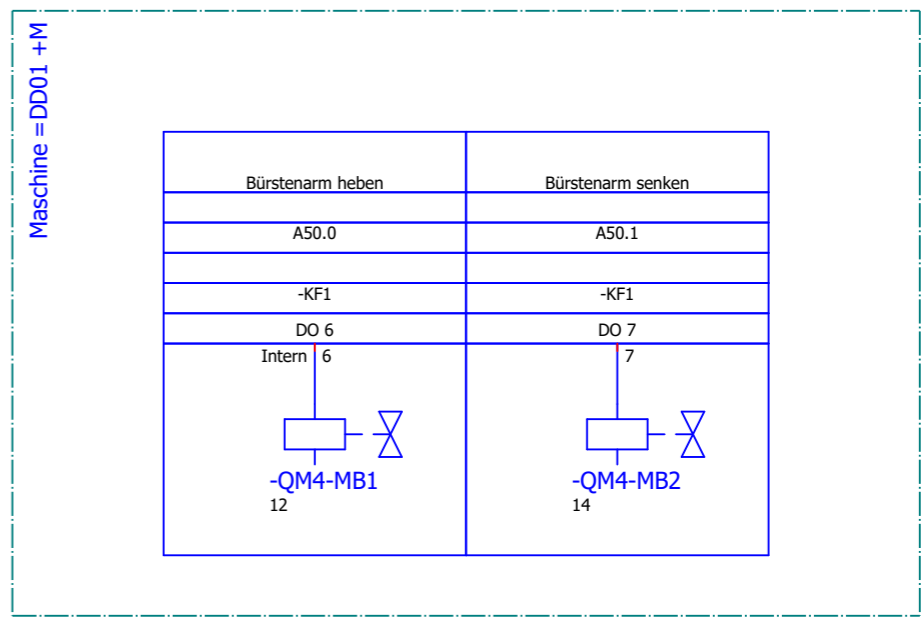 Maschine =DD01 +M
Bürstenarm heben Bürstenarm senken
A50.0 A50.1
-KF1 -KF1
DO 6 DO 7
Intern 6 7
-QM4-MB1 -QM4-MB2
12 14